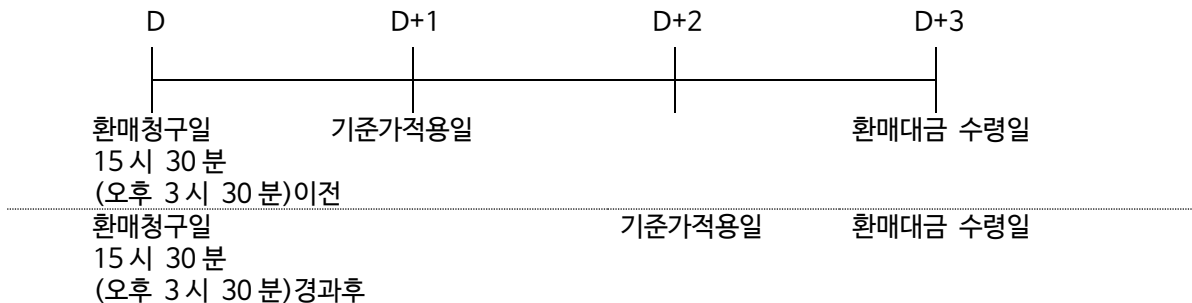 D D+1 D+2 D+3
환매청구일 기준가적용일 환매대금 수령일
15 시 30 분
(오후 3 시 30 분)이전
환매청구일 기준가적용일 환매대금 수령일
15 시 30 분
(오후 3 시 30 분)경과후